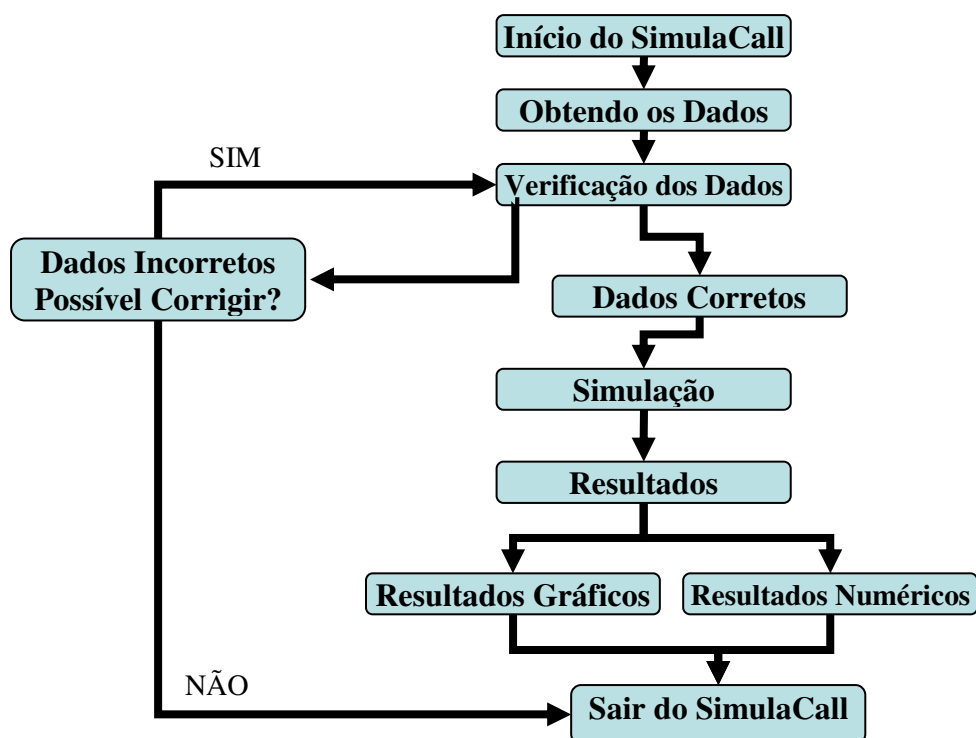 Início do SimulaCall
Obtendo os Dados
SIM
Verificação dos Dados
Dados Incorretos
Possível Corrigir?
Dados Corretos
Simulação
Resultados
Resultados Gráficos
Resultados Numéricos
NÃO
Sair do SimulaCall